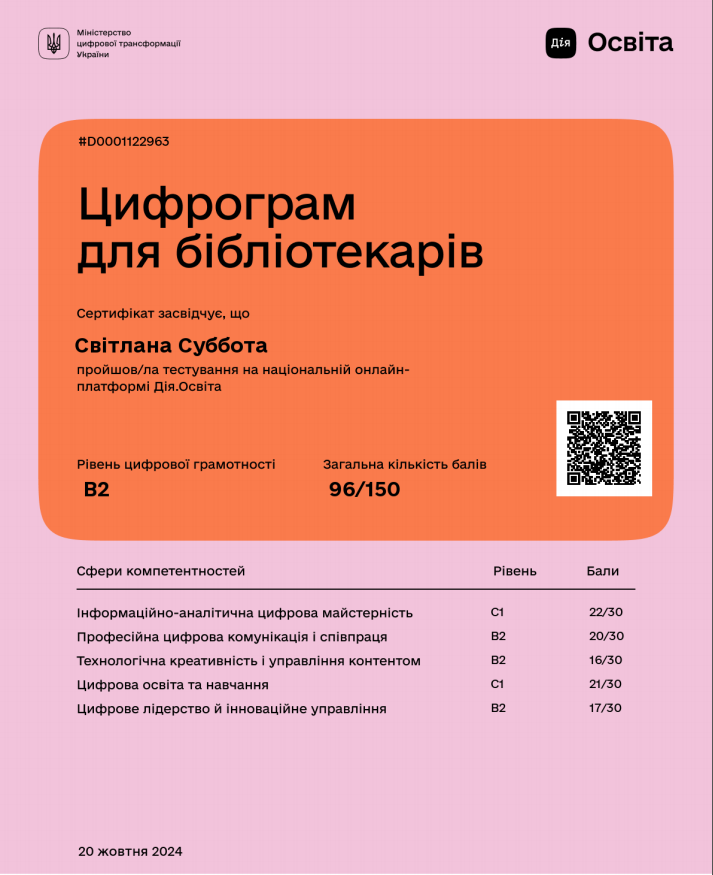 Міністерство
цифрової трансформації
України
Дія Освіта
#D0001122963
Цифрограм
для бібліотекарів
Сертифікат засвідчує, що
Світлана Суббота
пройшов/ла тестування на національній онлайн-
платформі Дія.Освіта
Рівень цифрової грамотності Загальна кількість балів
B2 96/150
Сфери компетентностей Рівень Бали
Інформаційно-аналітична цифрова майстерність C1 22/30
Професійна цифрова комунікація і співпраця B2 20/30
Технологічна креативність і управління контентом B2 16/30
Цифрова освіта та навчання C1 21/30
Цифрове лідерство й інноваційне управління B2 17/30
20 жовтня 2024